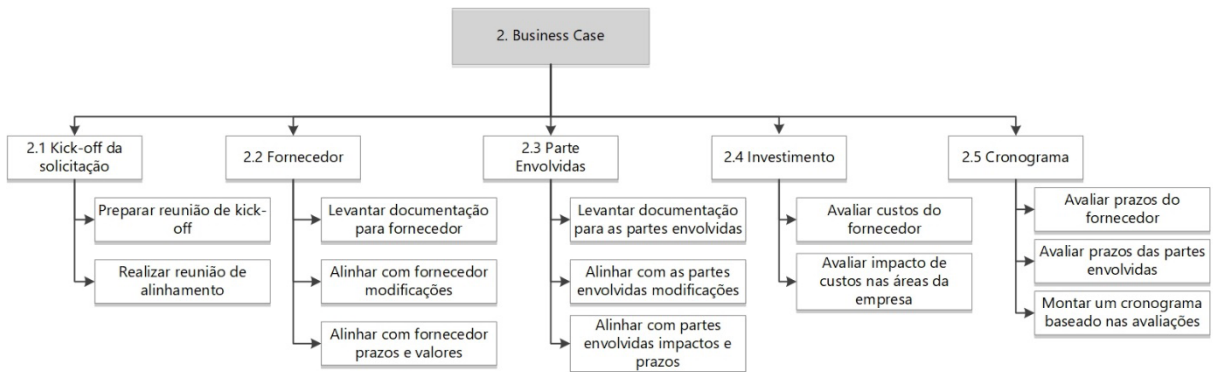 2. Business Case
2.1 Kick-off da
solicitação
2.2 Fornecedor
2.3 Parte
Envolvidas
2.4 Investimento
2.5 Cronograma
Preparar reunião de kick-
off
Realizar reunião de
alinhamento
Levantar documentação
para fornecedor
Alinhar com fornecedor
modificações
Alinhar com fornecedor
prazos e valores
Levantar documentação
para as partes envolvidas
Alinhar com as partes
envolvidas modificações
Alinhar com partes
envolvidas impactos e
prazos
Avaliar custos do
fornecedor
Avaliar impacto de
custos nas áreas da
empresa
Avaliar prazos do
fornecedor
Avaliar prazos das partes
envolvidas
Montar um cronograma
baseado nas avaliações